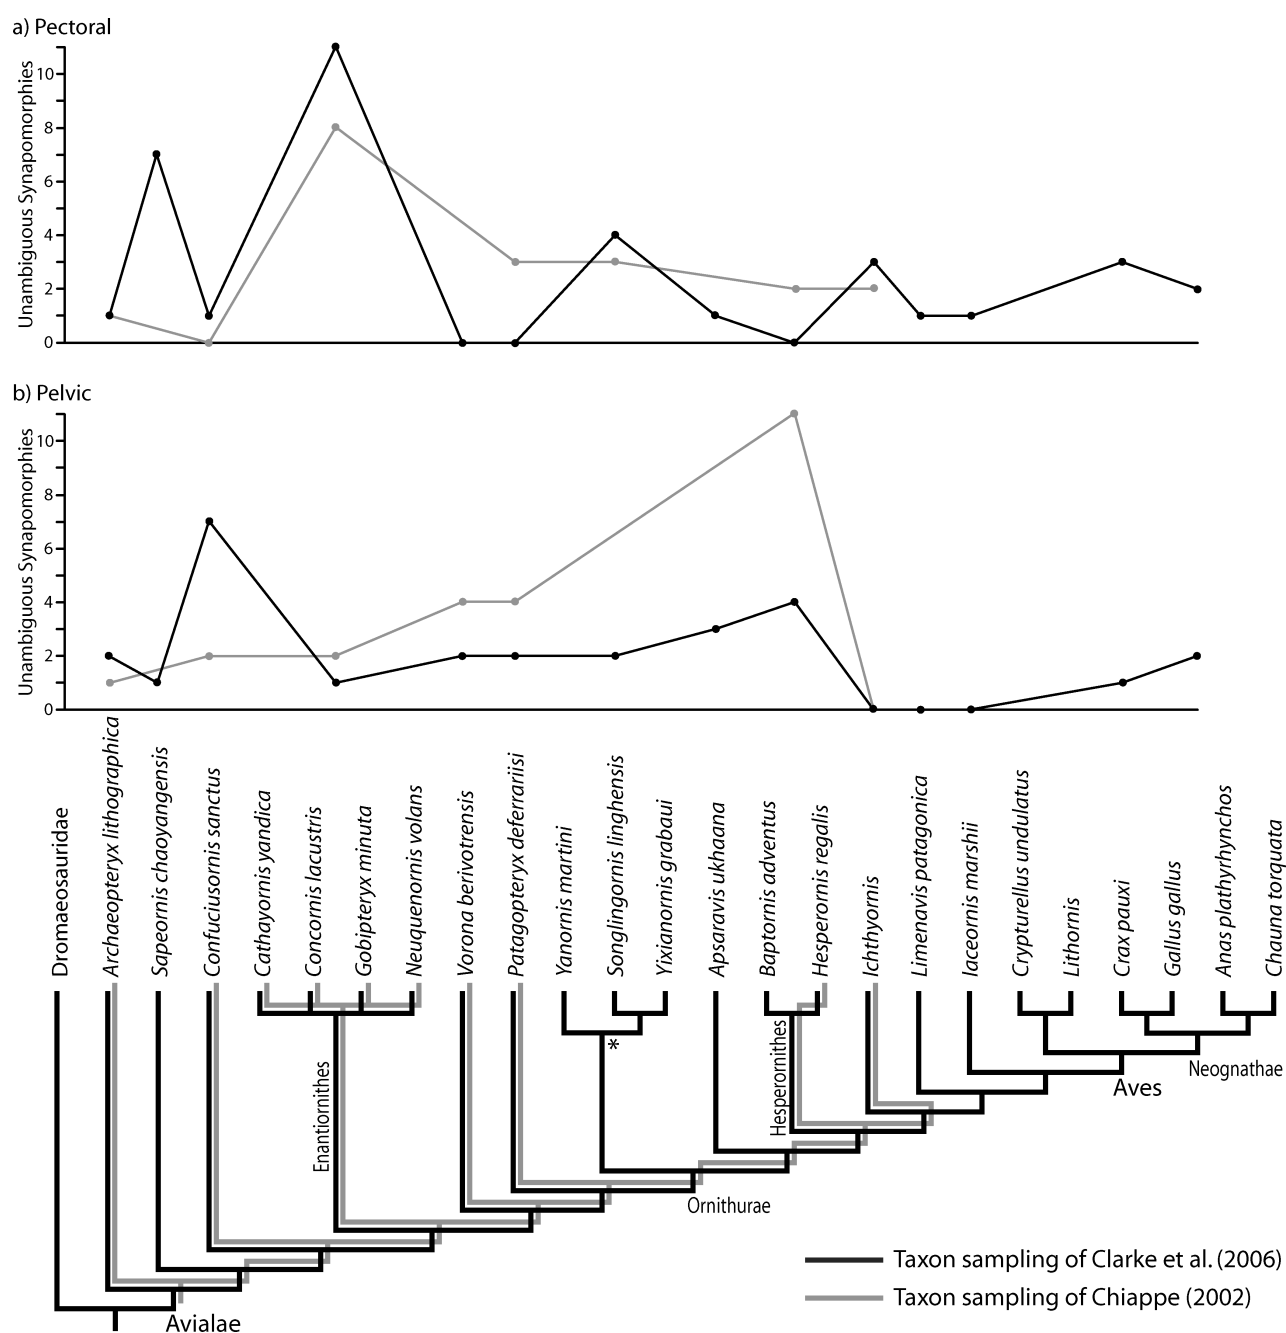 a) Pectoral
Unambiguous Synapomorphies
10
8
6
4
2
0
b) Pelvic
Unambiguous Synapomorphies
10
8
6
4
2
0
Dromaeosauridae
Archaeopteryx lithographica
Sapeornis chaoyangensis
Confuciusornis sanctus
Cathayornis yandica
Concornis lacustris
Gobipteryx minuta
Neuquenornis volans
Vorona berivotrensis
Patagopteryx deferrariisi
Yanornis martini
Songlingornis linghensis
Yixianornis grabaui
Apsaravis ukhaana
Baptornis adventus
Hesperornis regalis
Ichthyornis
Limenavis patagonica
Iaceornis marshii
Crypturellus undulatus
Lithornis
Crax pauxi
Gallus gallus
Anas plathyrhynchos
Chauna torquata
*
Enantiornithes
Hesperornithes
Neognathae
Aves
Ornithurae
Taxon sampling of Clarke et al. (2006)
Taxon sampling of Chiappe (2002)
Avialae